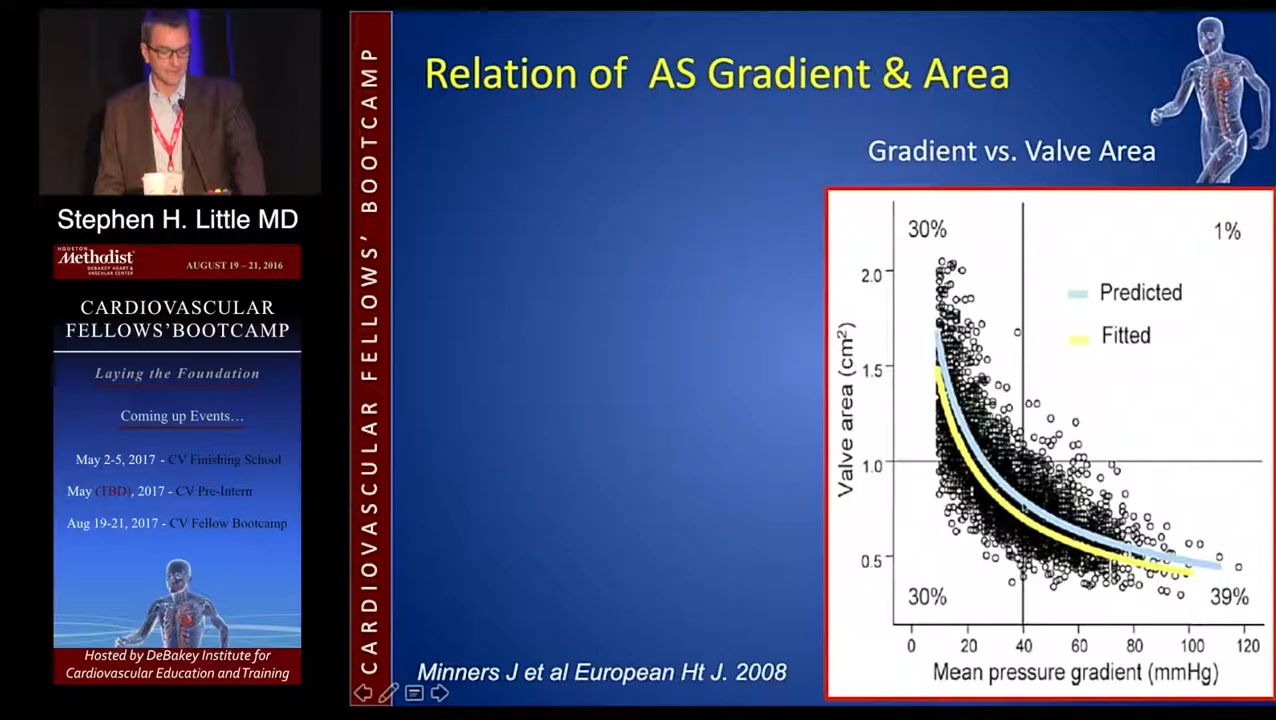 Stephen H. Little MD
HOUSTON
Methodist
DEBAKEY HEART &
VASCULAR CENTER
AUGUST 19 – 21, 2016
CARDIOVASCULAR
FELLOWS'BOOTCAMP
Laying the Foundation
Coming up Events…
May 2-5, 2017 - CV Finishing School
May (TBD), 2017 - CV Pre-Intern
Aug 19-21, 2017 - CV Fellow Bootcamp
Hosted by DeBakey Institute for
Cardiovascular Education and Training
CARDIOVASCULAR FELLOWS' BOOTCAMP
Relation of AS Gradient & Area
Gradient vs. Valve Area
30%
1%
Predicted
Fitted
Valve area (cm²)
2.0
1.5
1.0
0.5
30%
39%
0 20 40 60 80 100 120
Mean pressure gradient (mmHg)
Minners J et al European Ht J. 2008